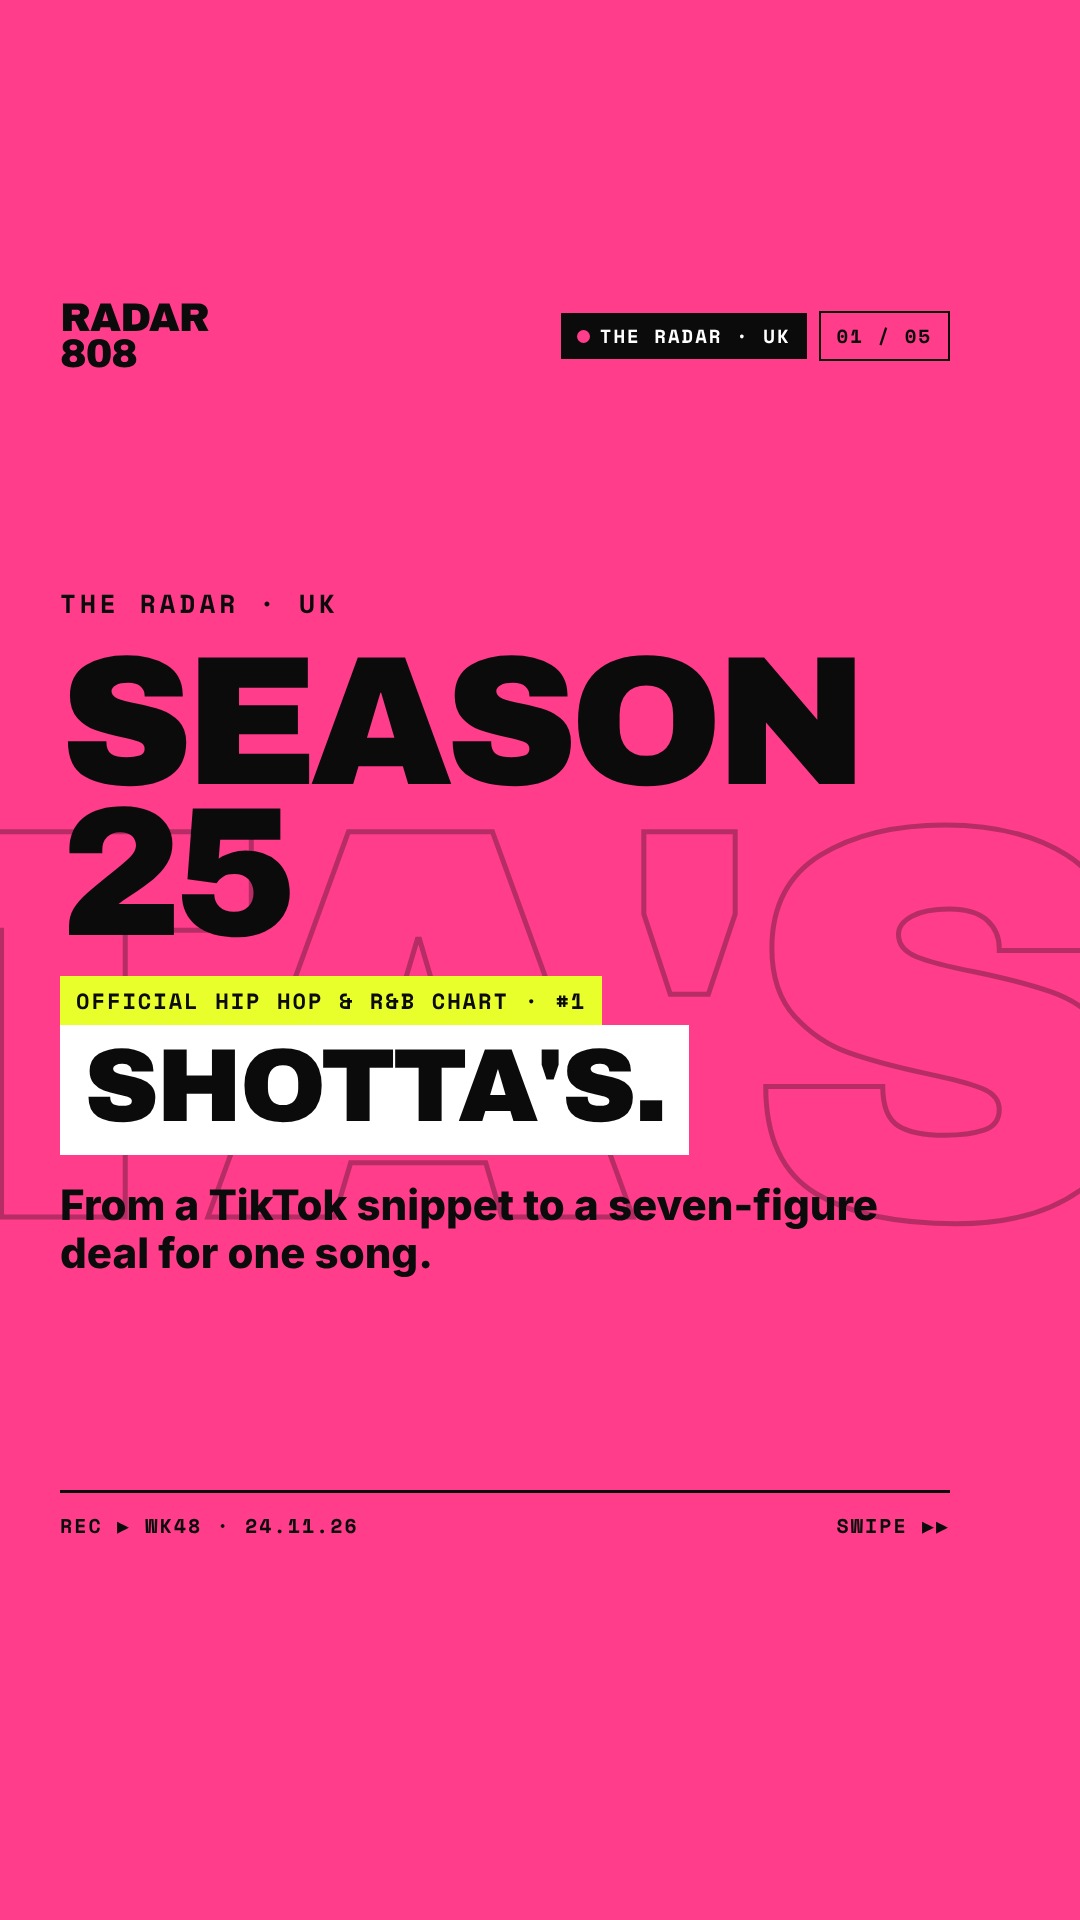 RADAR
808
THE RADAR · UK
01 / 05
THE RADAR · UK
SEASON
25
TA'S
OFFICIAL HIP HOP & R&B CHART · #1
SHOTTA'S.
From a TikTok snippet to a seven-figure
deal for one song.
REC ▶ WK48 · 24.11.26
SWIPE ▶▶